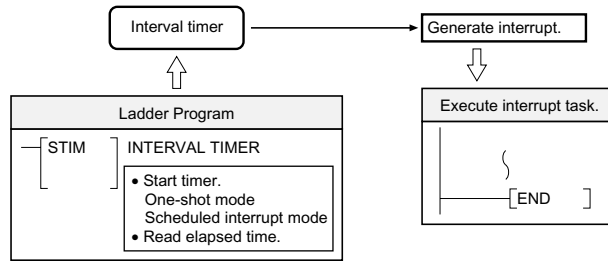 Interval timer
Generate interrupt.
Ladder Program
STIM INTERVAL TIMER
• Start timer.
One-shot mode
Scheduled interrupt mode
• Read elapsed time.
Execute interrupt task.
END